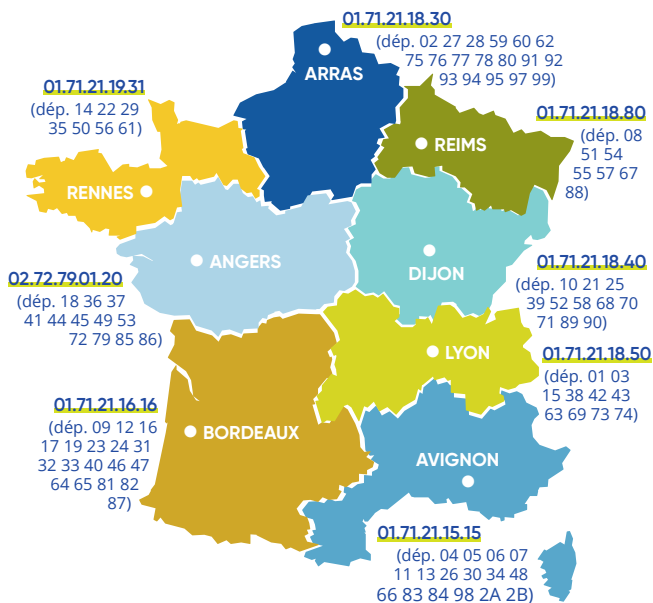 01.71.21.18.30
(dép. 02 27 28 59 60 62
75 76 77 78 80 91 92
93 94 95 97 99)
ARRAS
01.71.21.19.31
(dép. 14 22 29
35 50 56 61)
RENNES
01.71.21.18.80
(dép. 08
51 54
55 57 67
88)
REIMS
02.72.79.01.20
(dép. 18 36 37
41 44 45 49 53
72 79 85 86)
ANGERS
DIJON
01.71.21.18.40
(dép. 10 21 25
39 52 58 68 70
71 89 90)
LYON
01.71.21.18.50
(dép. 01 03
15 38 42 43
63 69 73 74)
01.71.21.16.16
(dép. 09 12 16
17 19 23 24 31
32 33 40 46 47
64 65 81 82
87)
BORDEAUX
AVIGNON
01.71.21.15.15
(dép. 04 05 06 07
11 13 26 30 34 48
66 83 84 98 2A 2B)